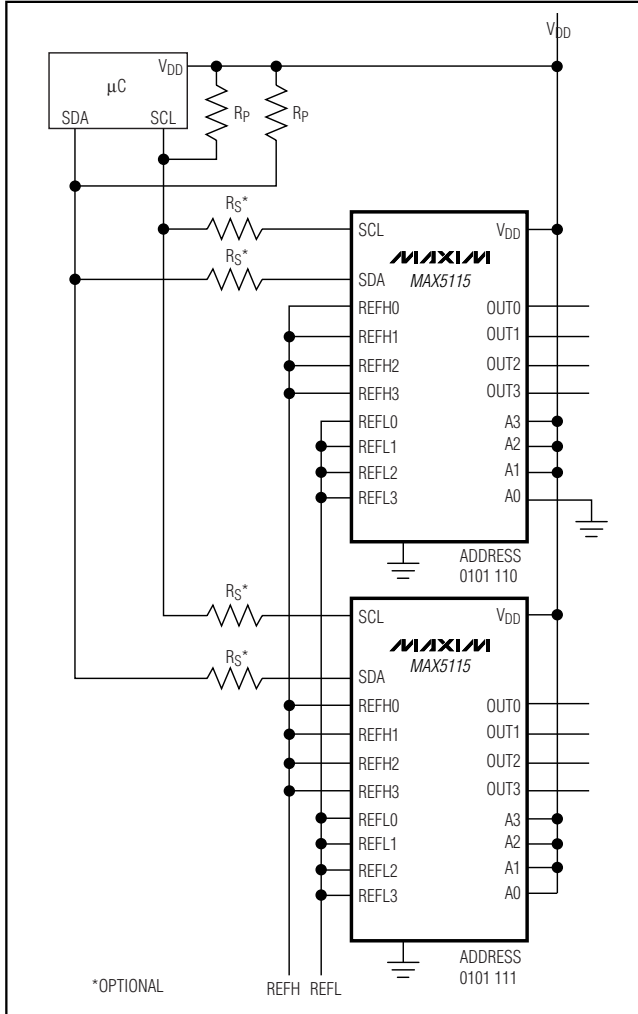 VDD
VDD
μC
SDA
SCL
RP
RP
RS*
RS*
SCL
VDD
MAXIM
MAX5115
SDA
REFH0
OUT0
REFH1
OUT1
REFH2
OUT2
REFH3
OUT3
REFL0
A3
REFL1
A2
REFL2
A1
REFL3
A0
ADDRESS
0101 110
RS*
RS*
SCL
VDD
MAXIM
MAX5115
SDA
REFH0
OUT0
REFH1
OUT1
REFH2
OUT2
REFH3
OUT3
REFL0
A3
REFL1
A2
REFL2
A1
REFL3
A0
ADDRESS
0101 111
*OPTIONAL
REFH REFL